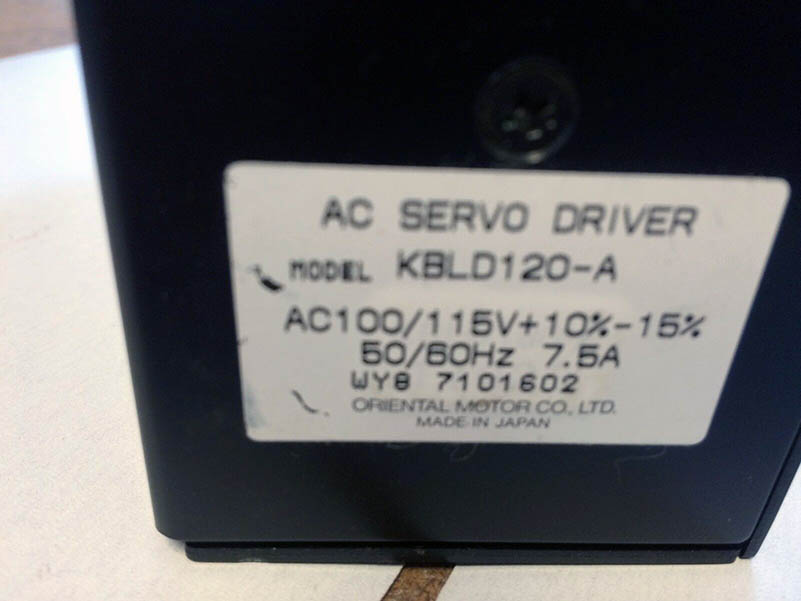 AC SERVO DRIVER
MODEL KBLD120-A
AC100/115V+10%-15%
50/60Hz 7.5A
WY8 7101602
ORIENTAL MOTOR CO., LTD.
MADE IN JAPAN